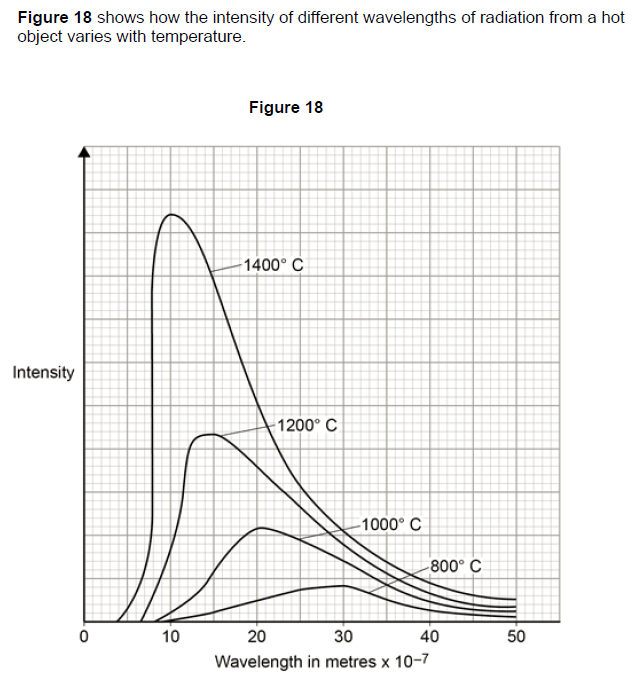 Figure 18 shows how the intensity of different wavelengths of radiation from a hot
object varies with temperature.
Figure 18
1400° C
Intensity
1200° C
1000° C
800° C
0 10 20 30 40 50
Wavelength in metres x 10⁻⁷